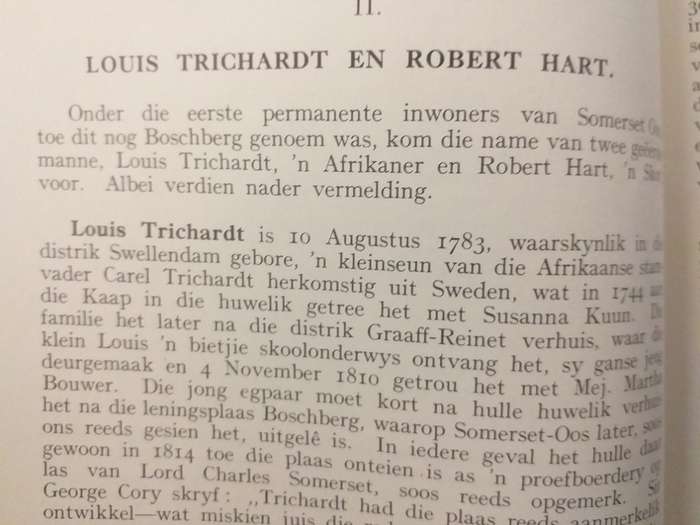 II.
LOUIS TRICHARDT EN ROBERT HART.
Onder die eerste permanente inwoners van Somerset
toe dit nog Boschberg genoem was, kom die name van twee
manne, Louis Trichardt, 'n Afrikaner en Robert Hart, 'n
voor. Albei verdien nader vermelding.
Louis Trichardt is 10 Augustus 1783, waarskynlik in
distrik Swellendam gebore, 'n kleinseun van die Afrikaanse
vader Carel Trichardt herkomstig uit Sweden, wat in 1744
die Kaap in die huwelik getree het met Susanna Kuun.
familie het later na die distrik Graaff-Reinet verhuis, waar
klein Louis 'n bietjie skoolonderwys ontvang het, sy ganse
deurgemaak en 4 November 1810 getrou het met Mej. Martha
Bouwer. Die jong egpaar moet kort na hulle huwelik
het na die leningsplaas Boschberg, waarop Somerset-Oos later, soos
ons reeds gesien het, uitgelê is. In iedere geval het hulle daar
gewoon in 1814 toe die plaas onteien is as 'n proefboerdery op
las van Lord Charles Somerset, soos reeds opgemerk. Sir
George Cory skryf: „Trichardt had die plaas reeds aanmerkelik
ontwikkel—wat miskien juis die